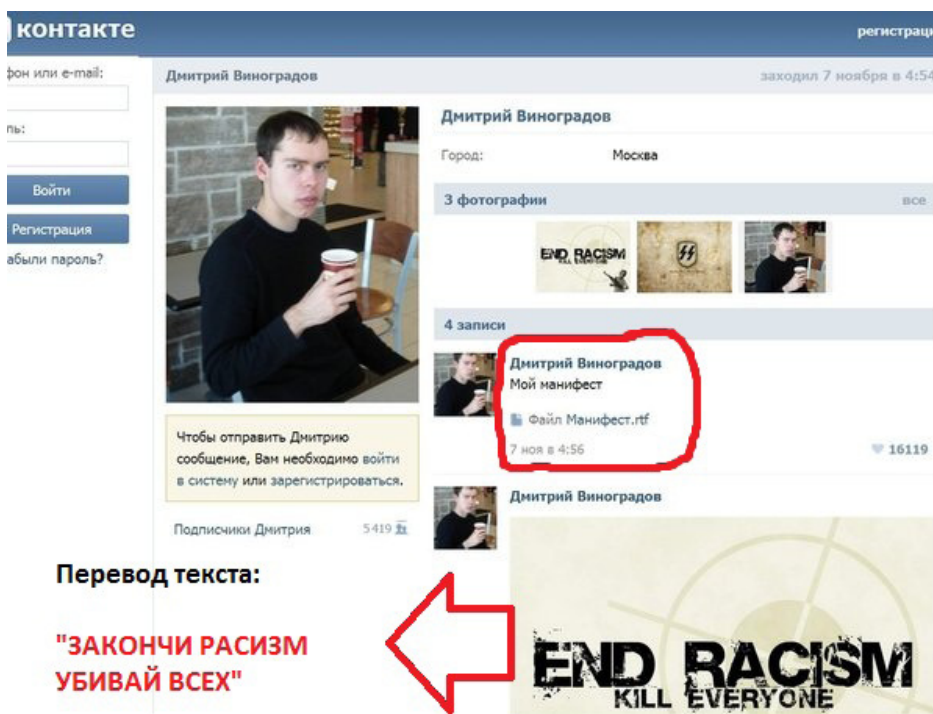 контакте
регистраци
фон или e-mail:
Дмитрий Виноградов
заходил 7 ноября в 4:54
Дмитрий Виноградов
ль:
Город: Москва
Войти
3 фотографии
все
Регистрация
абыли пароль?
END RACISM
KILL EVERYONE
4 записи
Дмитрий Виноградов
Мой манифест
Файл Манифест.rtf
7 ноя в 4:56
16119
Чтобы отправить Дмитрию
сообщение, Вам необходимо войти
в систему или зарегистрироваться.
Дмитрий Виноградов
Подписчики Дмитрия 5419
Перевод текста:
"ЗАКОНЧИ РАСИЗМ
УБИВАЙ ВСЕХ"
END RACISM
KILL EVERYONE